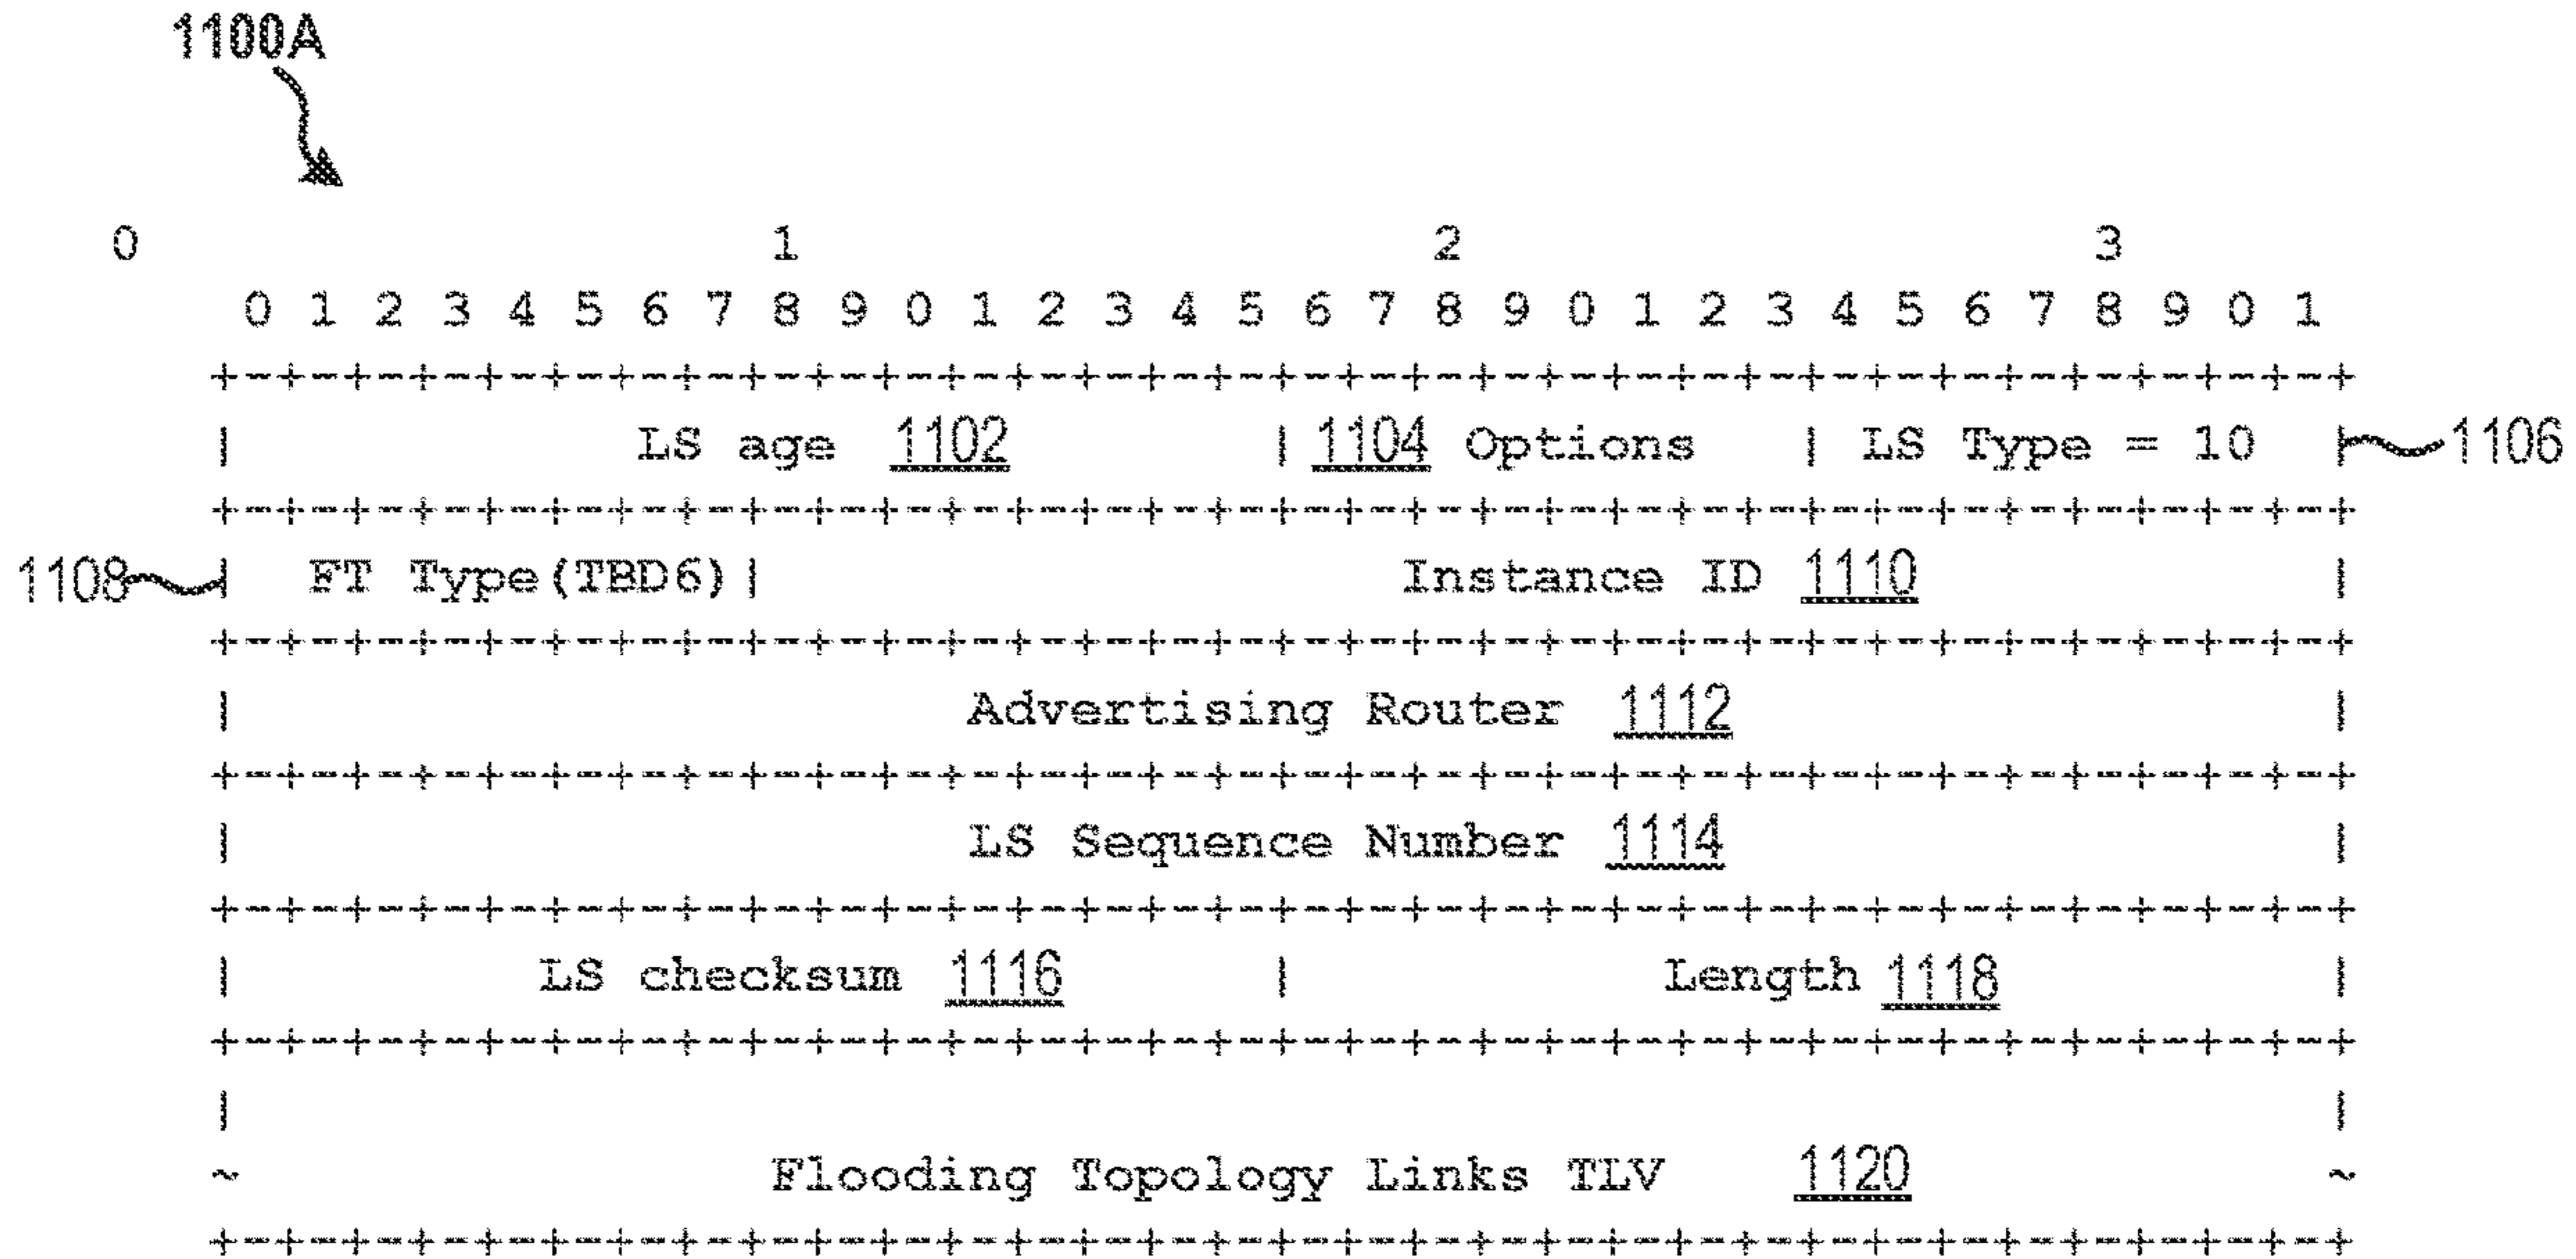 1100A
0 1 2 3
0 1 2 3 4 5 6 7 8 9 0 1 2 3 4 5 6 7 8 9 0 1 2 3 4 5 6 7 8 9 0 1
+-+-+-+-+-+-+-+-+-+-+-+-+-+-+-+-+-+-+-+-+-+-+-+-+-+-+-+-+-+-+-+-+
| LS age 1102 | 1104 Options | LS Type = 10 | 1106
+-+-+-+-+-+-+-+-+-+-+-+-+-+-+-+-+-+-+-+-+-+-+-+-+-+-+-+-+-+-+-+-+
1108 | FT Type(TBD6)| Instance ID 1110 |
+-+-+-+-+-+-+-+-+-+-+-+-+-+-+-+-+-+-+-+-+-+-+-+-+-+-+-+-+-+-+-+-+
| Advertising Router 1112 |
+-+-+-+-+-+-+-+-+-+-+-+-+-+-+-+-+-+-+-+-+-+-+-+-+-+-+-+-+-+-+-+-+
| LS Sequence Number 1114 |
+-+-+-+-+-+-+-+-+-+-+-+-+-+-+-+-+-+-+-+-+-+-+-+-+-+-+-+-+-+-+-+-+
| LS checksum 1116 | Length 1118 |
+-+-+-+-+-+-+-+-+-+-+-+-+-+-+-+-+-+-+-+-+-+-+-+-+-+-+-+-+-+-+-+-+
| |
~ Flooding Topology Links TLV 1120 ~
+-+-+-+-+-+-+-+-+-+-+-+-+-+-+-+-+-+-+-+-+-+-+-+-+-+-+-+-+-+-+-+-+